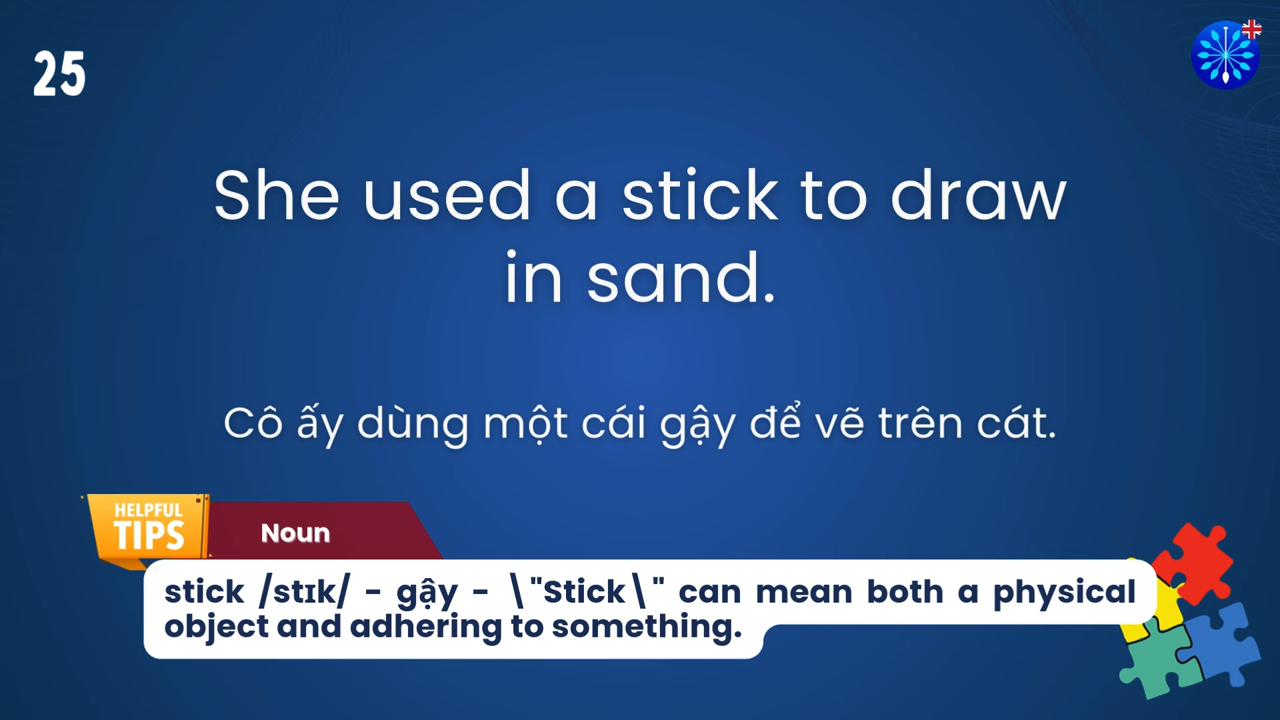 25
She used a stick to draw
in sand.
Cô ấy dùng một cái gậy để vẽ trên cát.
HELPFUL
TIPS
Noun
stick /stɪk/ - gậy - \"Stick\" can mean both a physical
object and adhering to something.